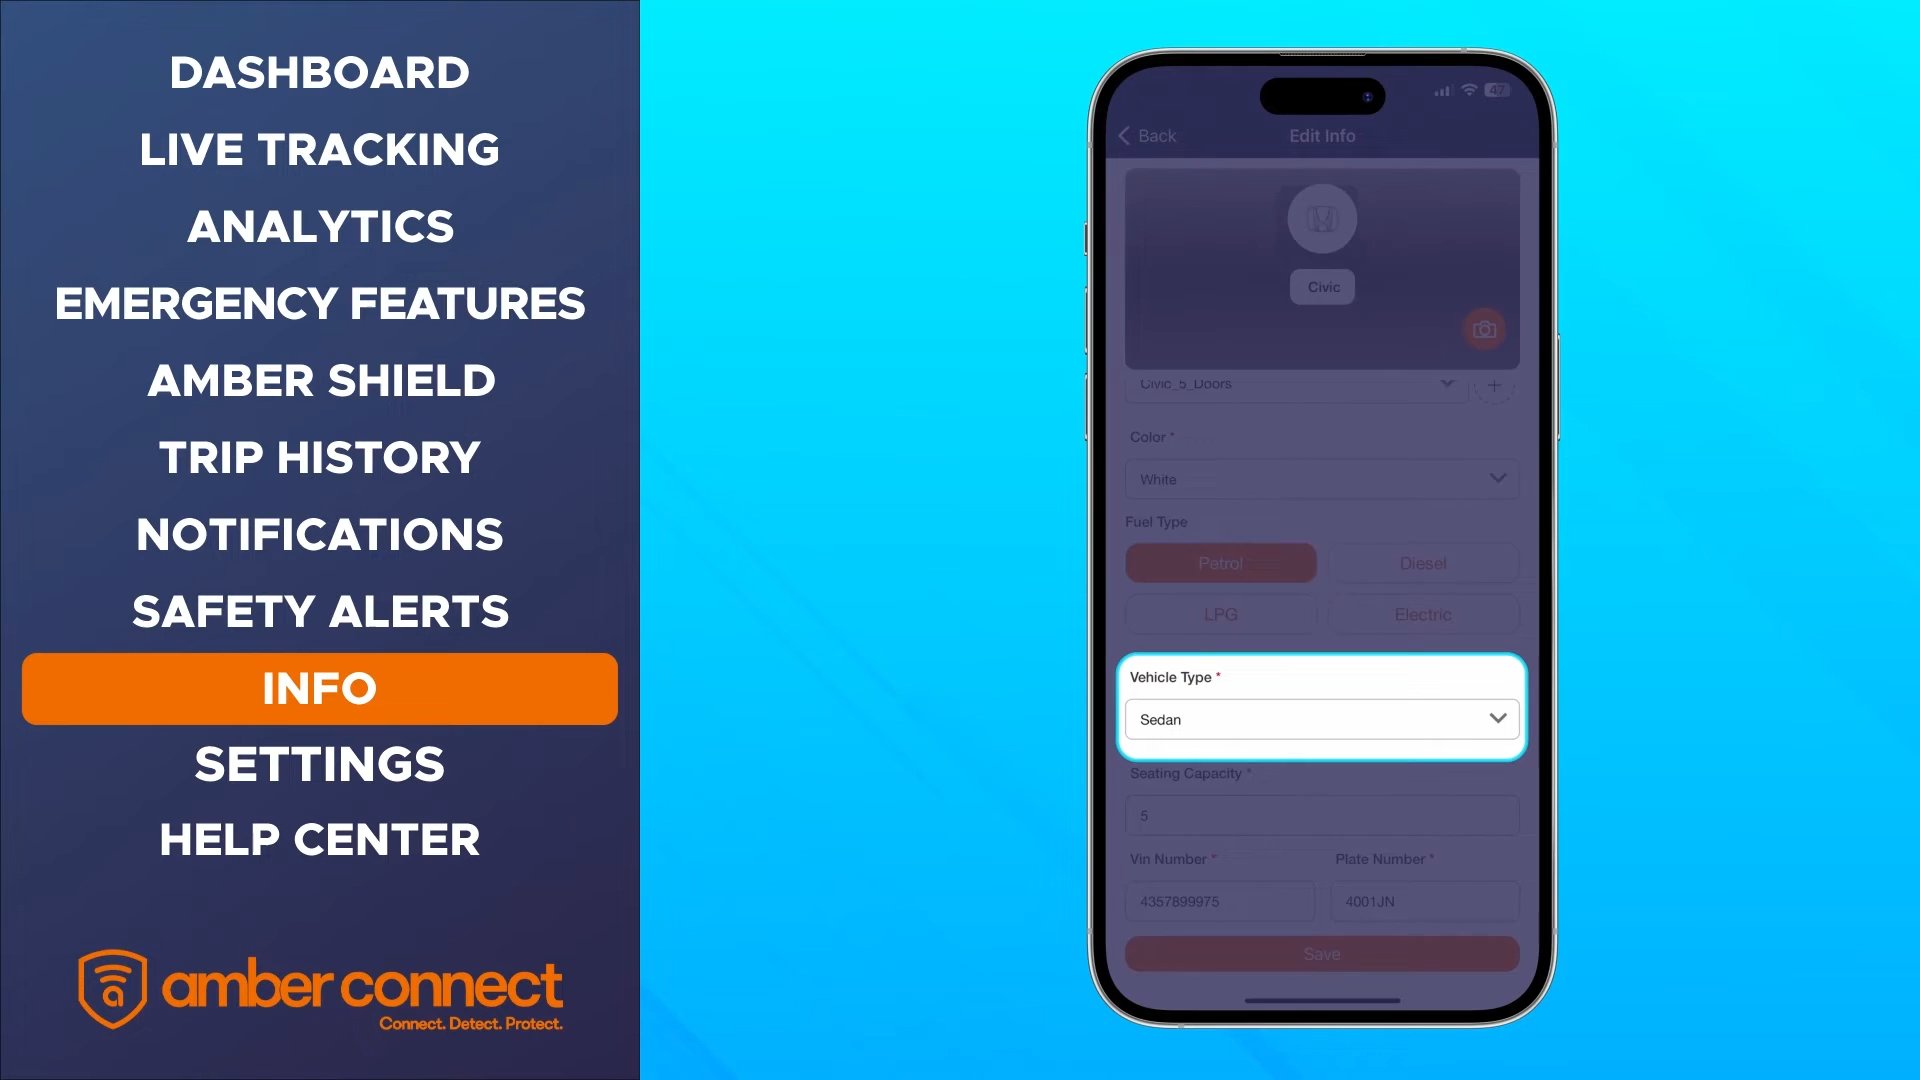 DASHBOARD
LIVE TRACKING
ANALYTICS
EMERGENCY FEATURES
AMBER SHIELD
TRIP HISTORY
NOTIFICATIONS
SAFETY ALERTS
INFO
SETTINGS
HELP CENTER
amber connect
Connect. Detect. Protect.
47
Back
Edit Info
Civic
Civic_5_Doors
Color *
White
Fuel Type
Petrol Diesel
LPG Electric
Vehicle Type *
Sedan
Seating Capacity *
5
Vin Number * Plate Number *
4357899975 4001JN
Save